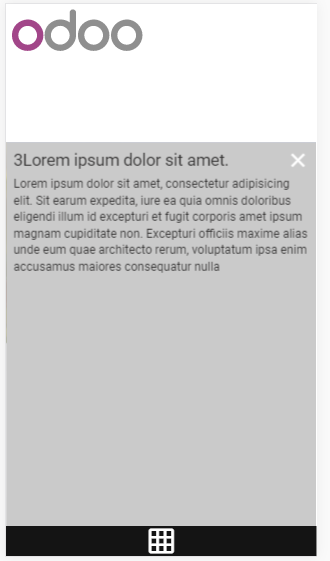 odoo
3Lorem ipsum dolor sit amet.
Lorem ipsum dolor sit amet, consectetur adipisicing
elit. Sit earum expedita, iure ea quia omnis doloribus
eligendi illum id excepturi et fugit corporis amet ipsum
magnam cupiditate non. Excepturi officiis maxime alias
unde eum quae architecto rerum, voluptatum ipsa enim
accusamus maiores consequatur nulla